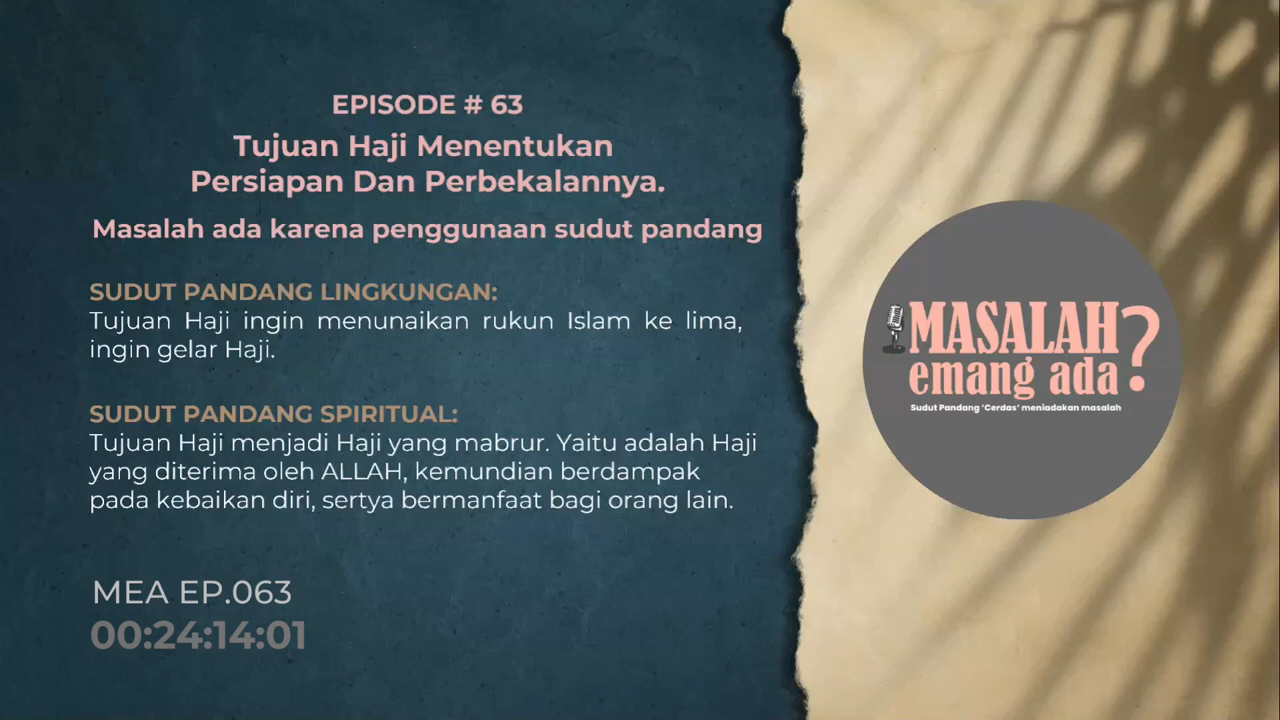 EPISODE # 63
Tujuan Haji Menentukan
Persiapan Dan Perbekalannya.
Masalah ada karena penggunaan sudut pandang
SUDUT PANDANG LINGKUNGAN:
Tujuan Haji ingin menunaikan rukun Islam ke lima,
ingin gelar Haji.
SUDUT PANDANG SPIRITUAL:
Tujuan Haji menjadi Haji yang mabrur. Yaitu adalah Haji
yang diterima oleh ALLAH, kemundian berdampak
pada kebaikan diri, sertya bermanfaat bagi orang lain.
MEA EP.063
00:24:14:01
MASALAH
emang ada?
Sudut Pandang 'Cerdas' meniadakan masalah